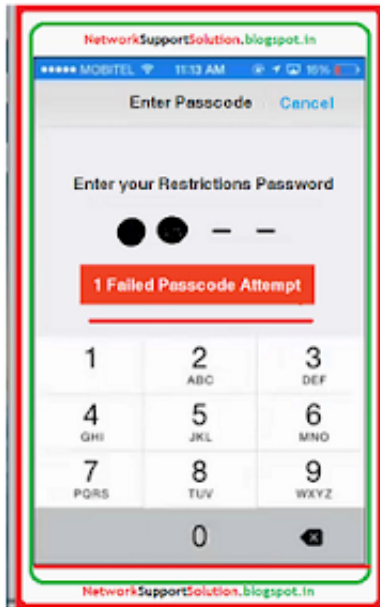 NetworkSupportSolution.blogspot.in
MOBITEL 11:13 AM 16%
Enter Passcode Cancel
Enter your Restrictions Password
1 Failed Passcode Attempt
1 2 3
ABC DEF
4 5 6
GHI JKL MNO
7 8 9
PQRS TUV WXYZ
0
NetworkSupportSolution.blogspot.in